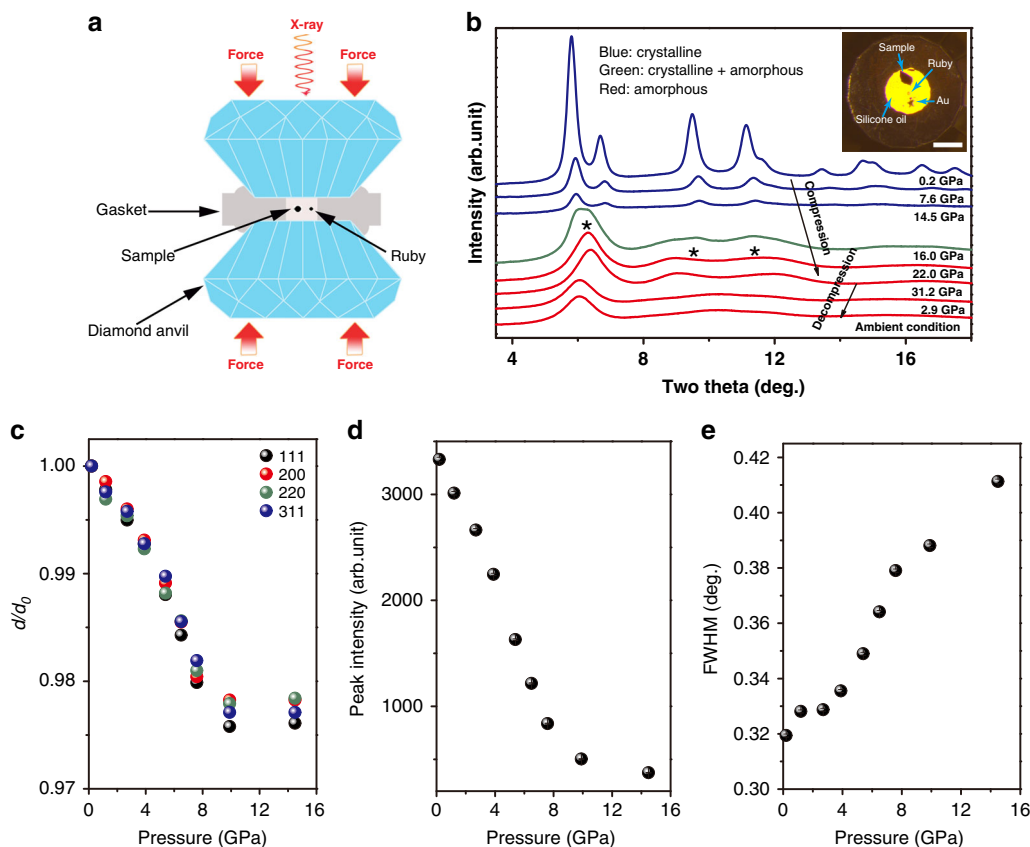 a
X-ray
Force
Force
Gasket
Sample
Ruby
Diamond anvil
Force
Force
b
Blue: crystalline
Green: crystalline + amorphous
Red: amorphous
Sample
Ruby
Au
Silicone oil
Intensity (arb.unit)
Compression
Decompression
0.2 GPa
7.6 GPa
14.5 GPa
16.0 GPa
22.0 GPa
31.2 GPa
2.9 GPa
Ambient condition
* * *
4 8 12 16
Two theta (deg.)
c
111
200
220
311
1.00
0.99
0.98
0.97
d/d0
0 4 8 12 16
Pressure (GPa)
d
3000
2000
1000
Peak intensity (arb.unit)
0 4 8 12 16
Pressure (GPa)
e
0.42
0.40
0.38
0.36
0.34
0.32
0.30
FWHM (deg.)
0 2 4 6 8 10 12 14 16
Pressure (GPa)